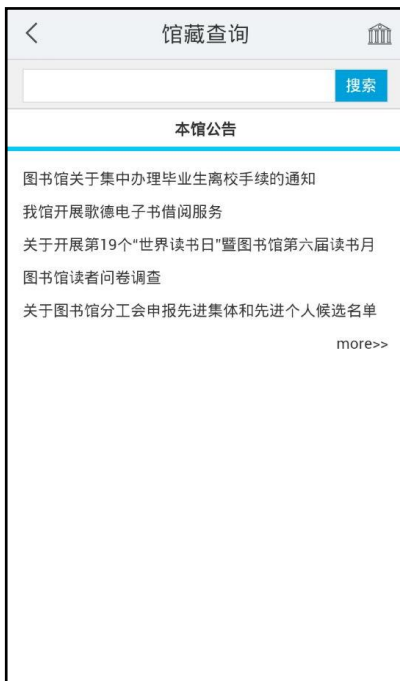 馆藏查询
搜索
本馆公告
图书馆关于集中办理毕业生离校手续的通知
我馆开展歌德电子书借阅服务
关于开展第19个“世界读书日”暨图书馆第六届读书月
图书馆读者问卷调查
关于图书馆分工会申报先进集体和先进个人候选名单
more>>